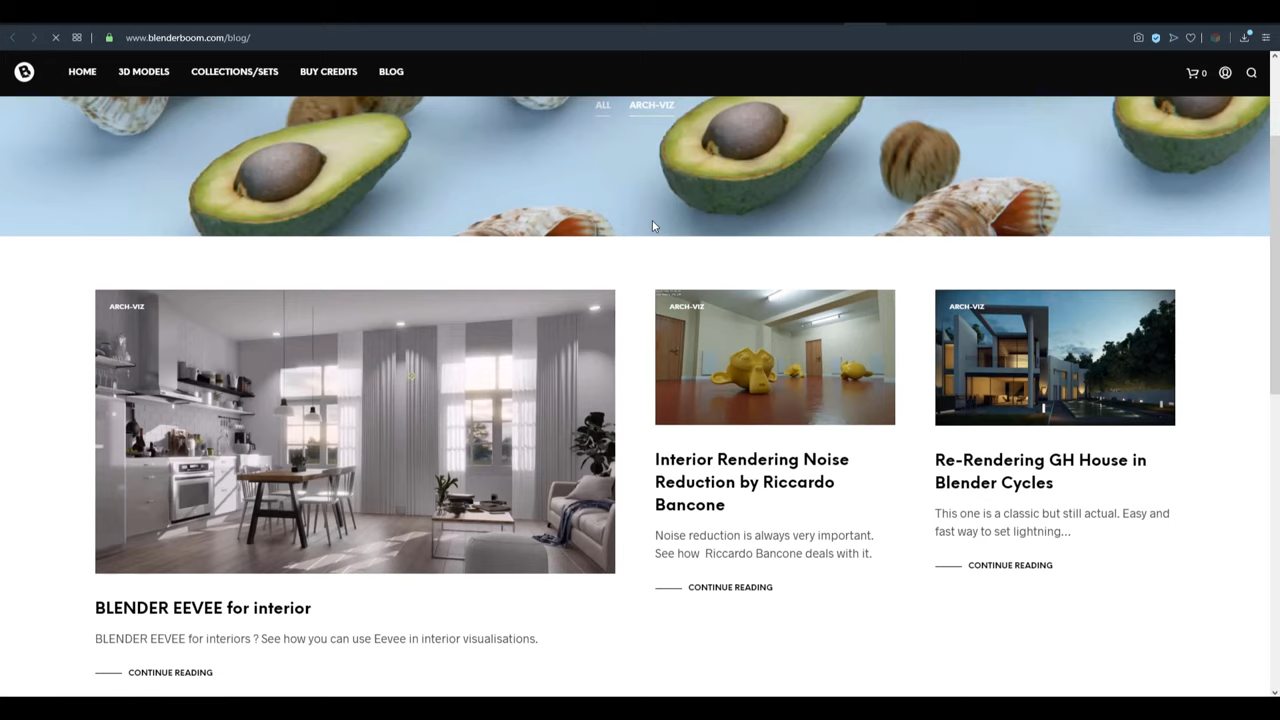 www.blenderboom.com/blog/
B
HOME
3D MODELS
COLLECTIONS/SETS
BUY CREDITS
BLOG
0
ALL
ARCH-VIZ
ARCH-VIZ
BLENDER EEVEE for interior
BLENDER EEVEE for interiors ? See how you can use Eevee in interior visualisations.
CONTINUE READING
ARCH-VIZ
Interior Rendering Noise
Reduction by Riccardo
Bancone
Noise reduction is always very important.
See how Riccardo Bancone deals with it.
CONTINUE READING
ARCH-VIZ
Re-Rendering GH House in
Blender Cycles
This one is a classic but still actual. Easy and
fast way to set lightning...
CONTINUE READING